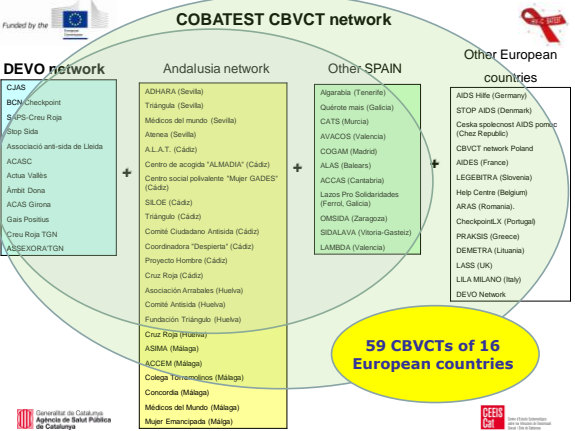 COBATEST CBVCT network
Funded by the
European
Commission
DEVO network
CJAS
BCN Checkpoint
SAPS-Creu Roja
Stop Sida
Associació anti-sida de Lleida
ACASC
Actua Vallès
Àmbit Dona
ACAS Girona
Gais Positius
Creu Roja TGN
ASSEXORA'TGN
+
Andalusia network
ADHARA (Sevilla)
Triángula (Sevilla)
Médicos del mundo (Sevilla)
Atenea (Sevilla)
A.L.A.T. (Cádiz)
Centro de acogida "ALMADIA" (Cádiz)
Centro social polivalente "Mujer GADES"
(Cádiz)
SILOE (Cádiz)
Triángulo (Cádiz)
Comité Ciudadano Antisida (Cádiz)
Coordinadora "Despierta" (Cádiz)
Proyecto Hombre (Cádiz)
Cruz Roja (Cádiz)
Asociación Arrabales (Huelva)
Comité Antisida (Huelva)
Fundación Triángulo (Huelva)
Cruz Roja (Huelva)
ASIMA (Málaga)
ACCEM (Málaga)
Colega Torremolinos (Málaga)
Concordia (Málaga)
Médicos del Mundo (Málaga)
Mujer Emancipada (Málga)
+
Other SPAIN
Algarabía (Tenerife)
Quérote mais (Galicia)
CATS (Murcia)
AVACOS (Valencia)
COGAM (Madrid)
ALAS (Balears)
ACCAS (Cantabria)
Lazos Pro Solidaridades
(Ferrol, Galicia)
OMSIDA (Zaragoza)
SIDALAVA (Vitoria-Gasteiz)
LAMBDA (Valencia)
+
Other European
countries
AIDS Hilfe (Germany)
STOP AIDS (Denmark)
Ceska spolecnost AIDS pomoc
(Chez Republic)
CBVCT network Poland
AIDES (France)
LEGEBITRA (Slovenia)
Help Centre (Belgium)
ARAS (Romania).
CheckpointLX (Portugal)
PRAKSIS (Greece)
DEMETRA (Lituania)
LASS (UK)
LILA MILANO (Italy)
DEVO Network
59 CBVCTs of 16
European countries
Generalitat de Catalunya
Agència de Salut Pública
de Catalunya
CEEIS
Cat